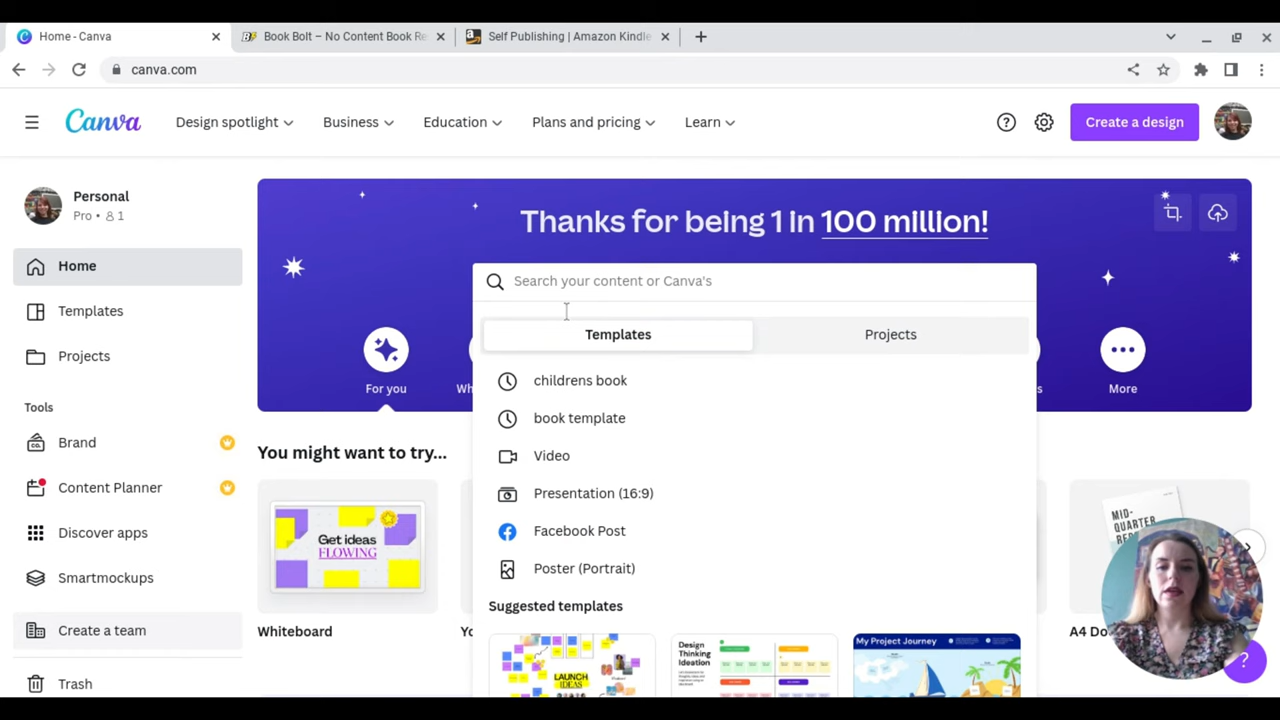 Home - Canva
Book Bolt – No Content Book Re
Self Publishing | Amazon Kindle
canva.com
Canva
Design spotlight
Business
Education
Plans and pricing
Learn
Create a design
Personal
Pro • 1
Thanks for being 1 in 100 million!
Home
Search your content or Canva's
Templates
Templates
Projects
Projects
childrens book
For you
Wh
s
More
Tools
book template
Brand
You might want to try...
Video
Content Planner
Presentation (16:9)
Discover apps
Get ideas
FLOWING
Facebook Post
MID-
QUARTER
Smartmockups
Poster (Portrait)
Suggested templates
Create a team
Whiteboard
Yo
A4 Do
LAUNCH
IDEAS
Design
Thinking
Ideation
My Project Journey
Trash
?